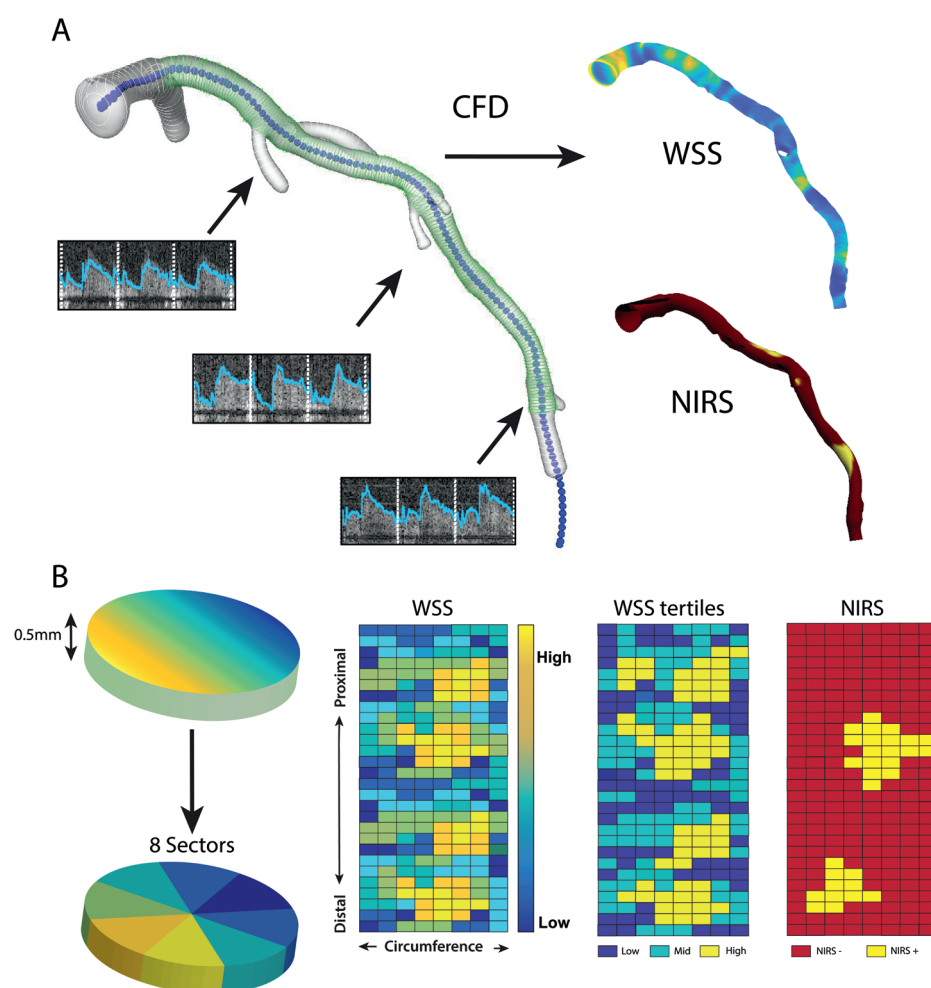 A
CFD
WSS
NIRS
B
0.5mm
8 Sectors
WSS
Proximal
Distal
← Circumference →
High
Low
WSS tertiles
Low Mid High
NIRS
NIRS - NIRS +